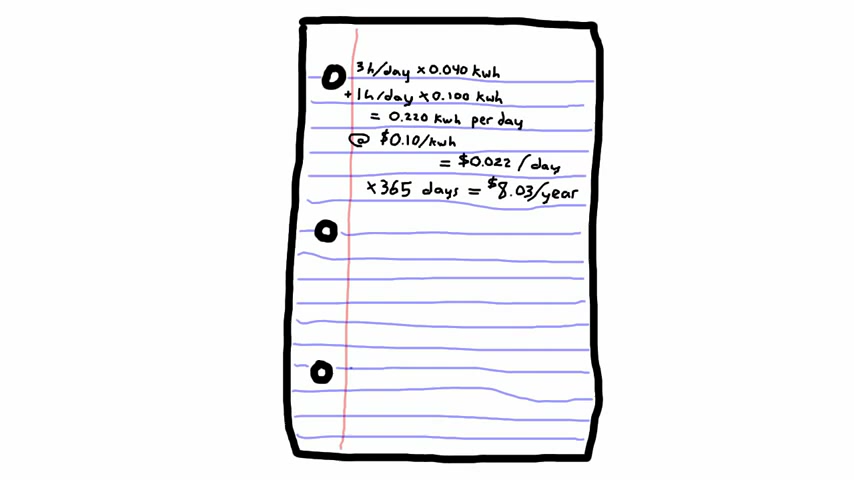 3h/day × 0.040 kwh
+ 1h/day × 0.100 kwh
= 0.220 kwh per day
@ $0.10/kwh
= $0.022 / day
×365 days = $8.03/year